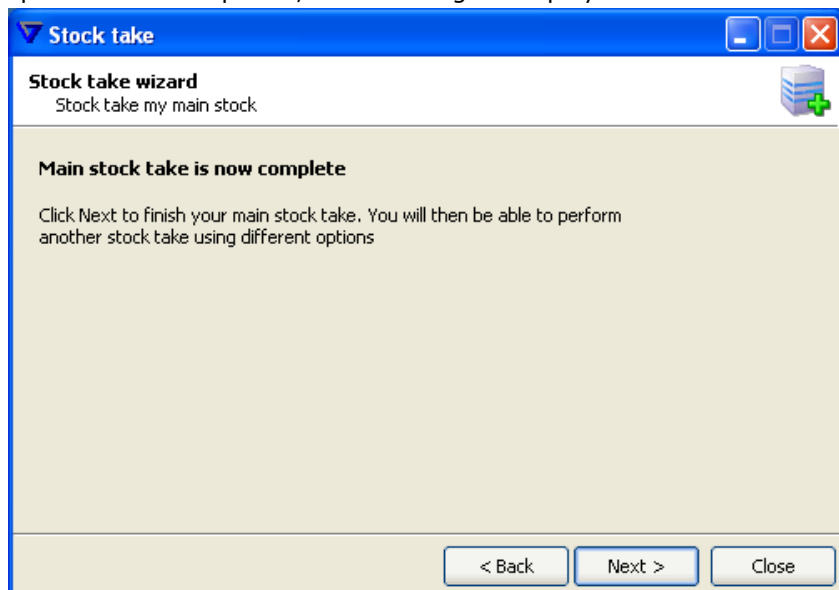 Stock take
Stock take wizard
Stock take my main stock
Main stock take is now complete
Click Next to finish your main stock take. You will then be able to perform
another stock take using different options
< Back
Next >
Close